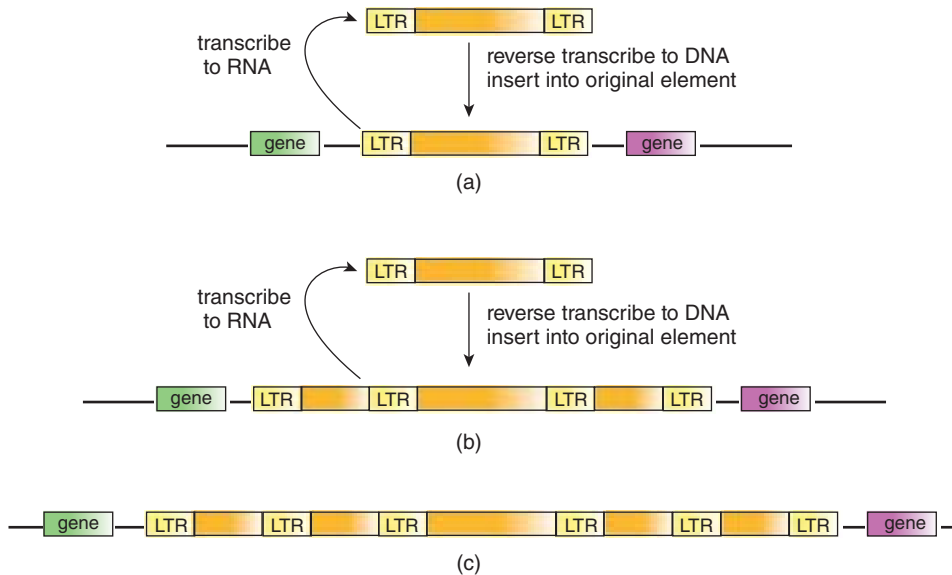 LTR LTR
transcribe
to RNA
reverse transcribe to DNA
insert into original element
gene LTR LTR gene
(a)
LTR LTR
transcribe
to RNA
reverse transcribe to DNA
insert into original element
gene LTR LTR LTR LTR gene
(b)
gene LTR LTR LTR LTR LTR LTR gene
(c)